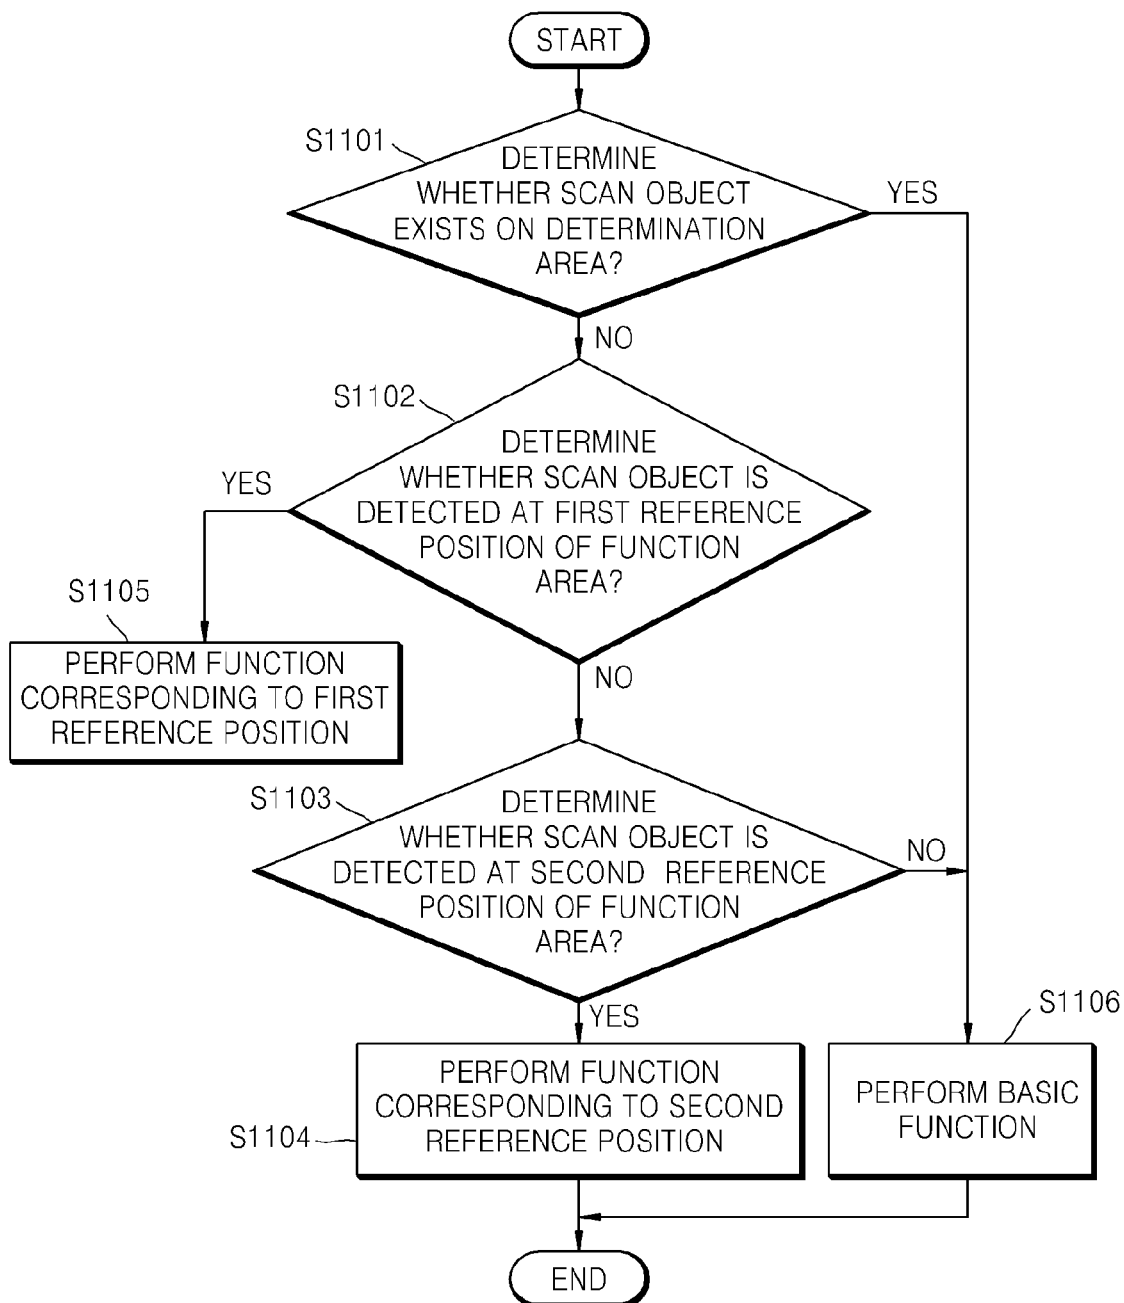 START
S1101
DETERMINE
WHETHER SCAN OBJECT
EXISTS ON DETERMINATION
AREA?
YES
NO
S1102
DETERMINE
WHETHER SCAN OBJECT IS
DETECTED AT FIRST REFERENCE
POSITION OF FUNCTION
AREA?
YES
NO
S1105
PERFORM FUNCTION
CORRESPONDING TO FIRST
REFERENCE POSITION
S1103
DETERMINE
WHETHER SCAN OBJECT IS
DETECTED AT SECOND REFERENCE
POSITION OF FUNCTION
AREA?
NO
YES
S1104
PERFORM FUNCTION
CORRESPONDING TO SECOND
REFERENCE POSITION
S1106
PERFORM BASIC
FUNCTION
END